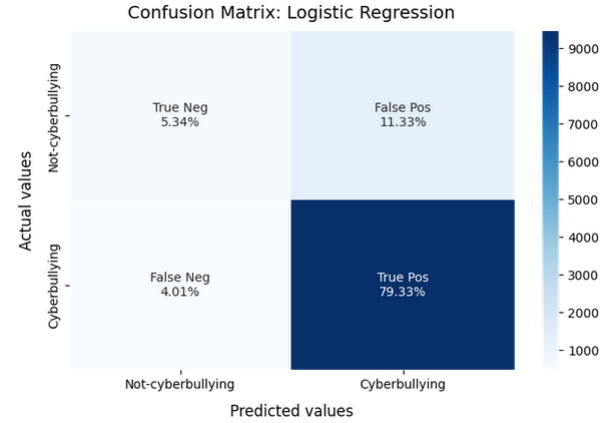 Confusion Matrix: Logistic Regression
Actual values
Not-cyberbullying
Cyberbullying
True Neg
5.34%
False Pos
11.33%
False Neg
4.01%
True Pos
79.33%
Not-cyberbullying
Cyberbullying
Predicted values
9000
8000
7000
6000
5000
4000
3000
2000
1000